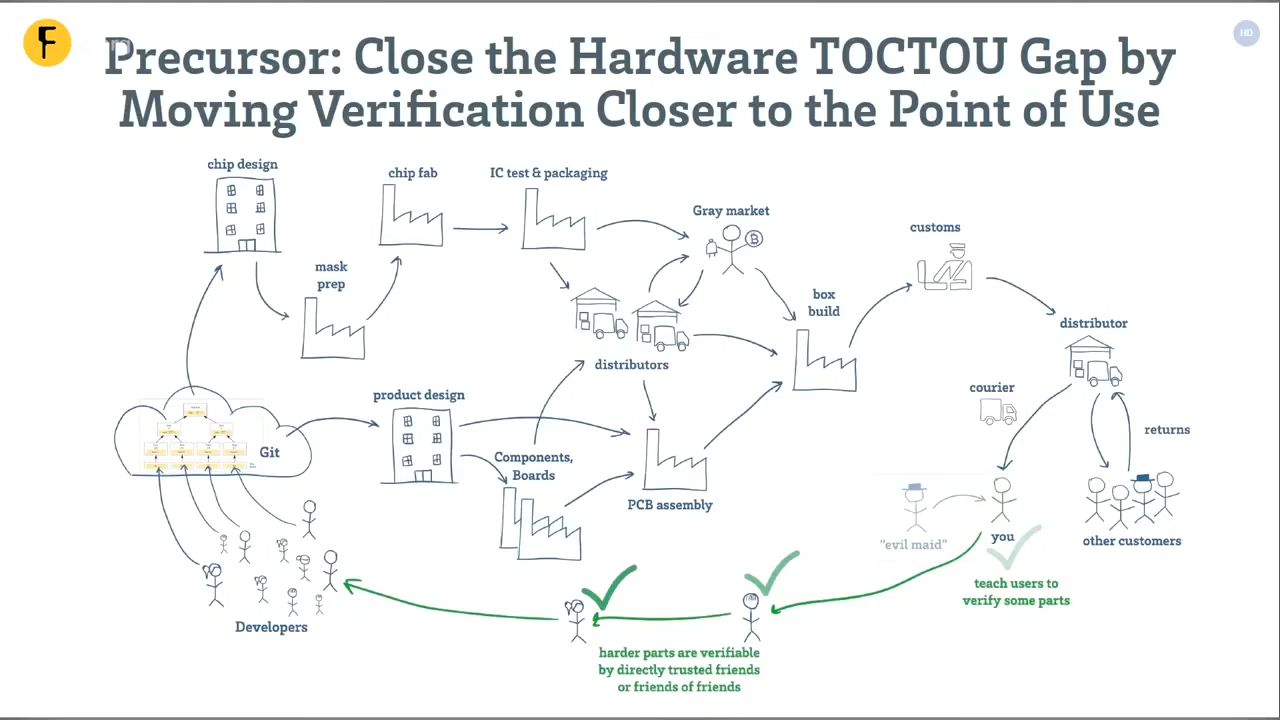 Precursor: Close the Hardware TOCTOU Gap by
Moving Verification Closer to the Point of Use
HD
chip design
chip fab
IC test & packaging
Gray market
customs
mask
prep
box
build
distributor
distributors
courier
product design
returns
Git
Components,
Boards
PCB assembly
"evil maid"
you
other customers
teach users to
verify some parts
Developers
harder parts are verifiable
by directly trusted friends
or friends of friends